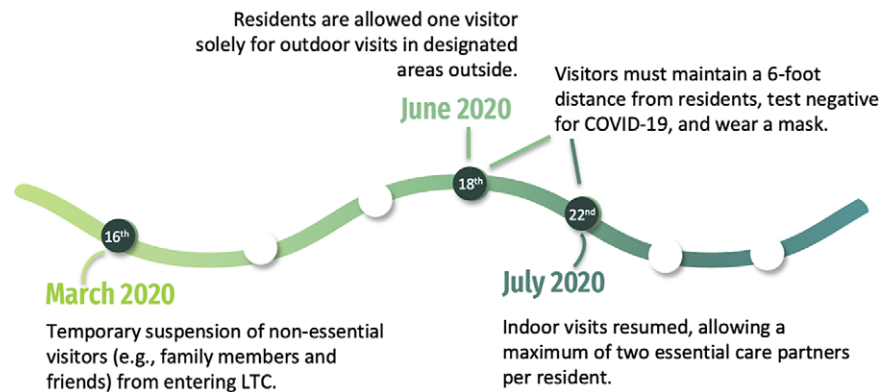 Residents are allowed one visitor
solely for outdoor visits in designated
areas outside.
June 2020
18th
Visitors must maintain a 6-foot
distance from residents, test negative
for COVID-19, and wear a mask.
16th
March 2020
Temporary suspension of non-essential
visitors (e.g., family members and
friends) from entering LTC.
22nd
July 2020
Indoor visits resumed, allowing a
maximum of two essential care partners
per resident.